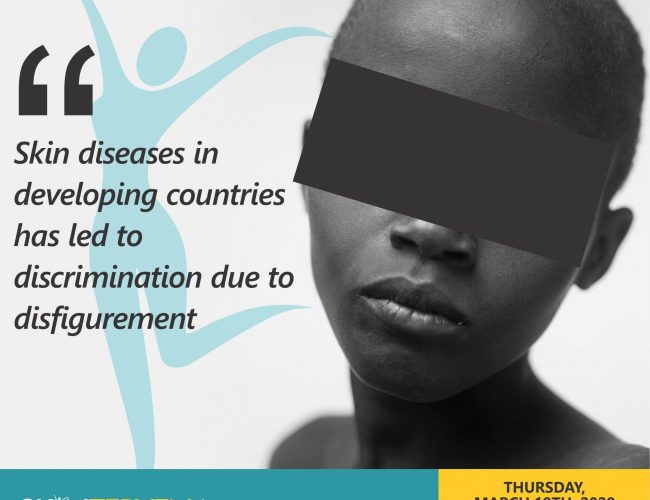 “
Skin diseases in
developing countries
has led to
discrimination due to
disfigurement
THURSDAY,